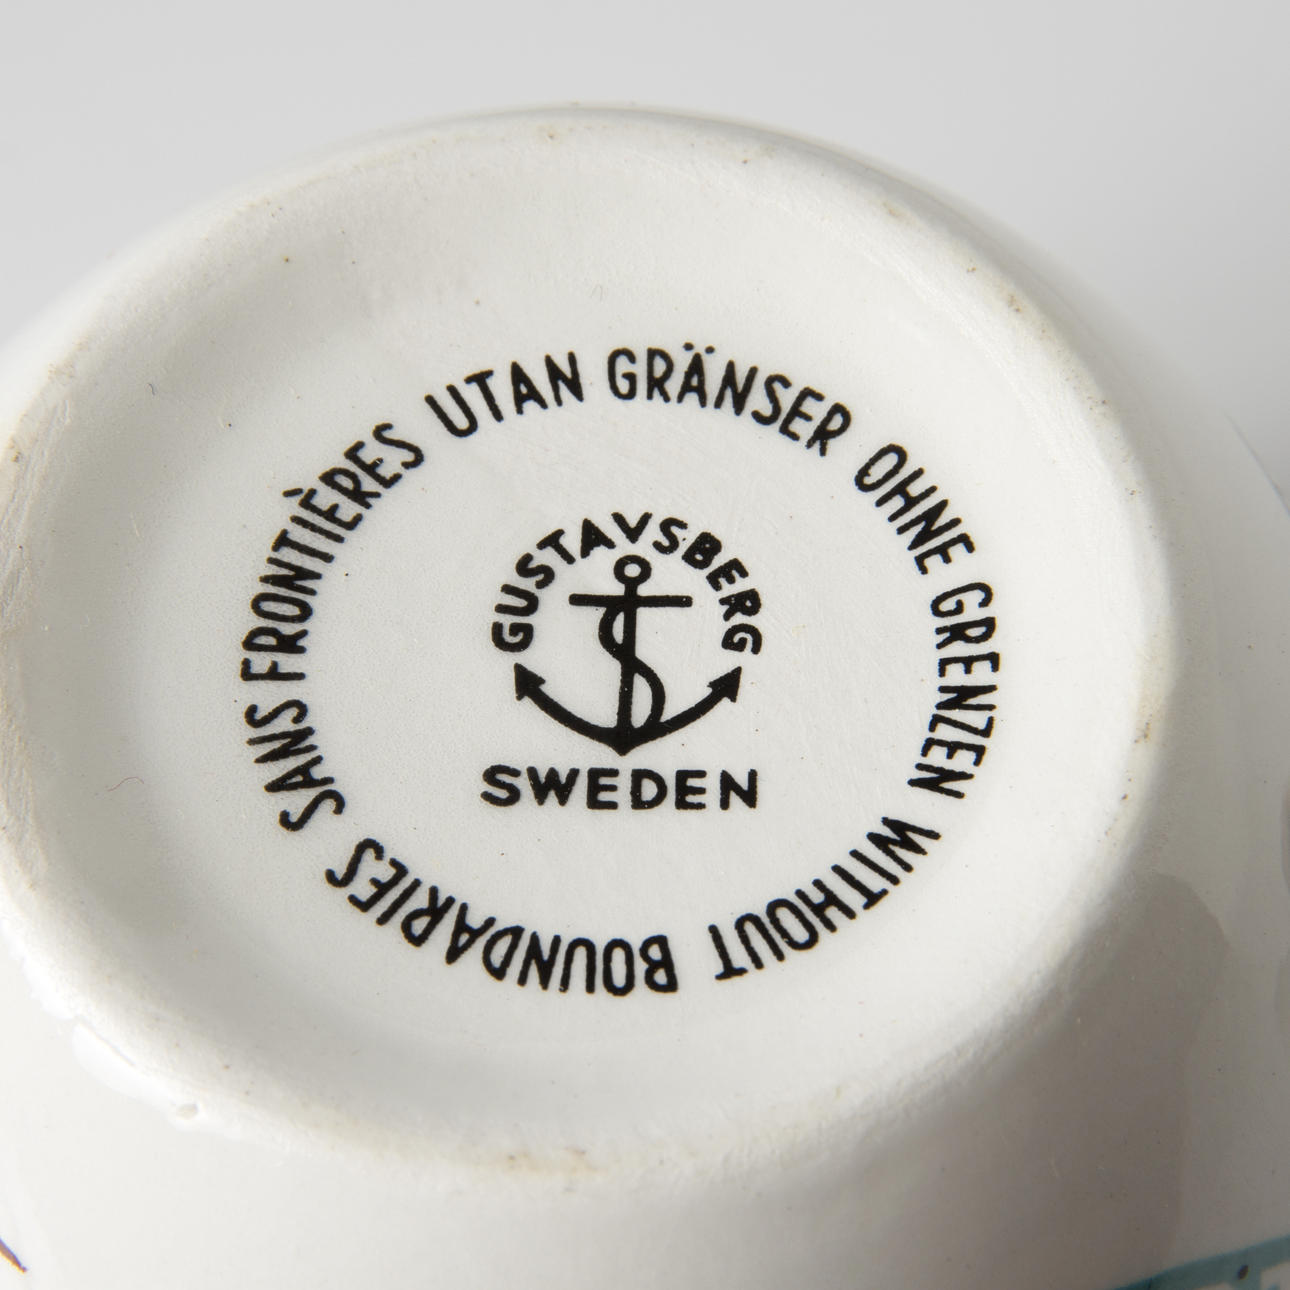 UTAN GRÄNSER OHNE GRENZEN WITHOUT BOUNDARIES SANS FRONTIÈRES
GUSTAVSBERG
SWEDEN